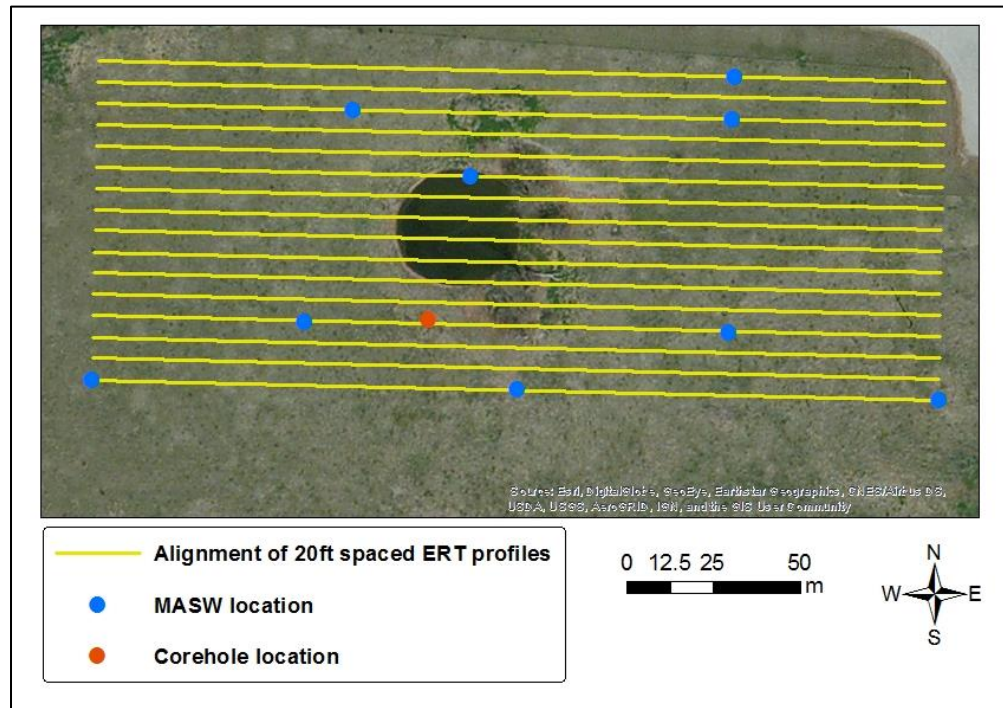 Source: Esri, DigitalGlobe, GeoEye, Earthstar Geographics, CNES/Airbus DS,
USDA, USGS, AeroGRID, IGN, and the GIS User Community
Alignment of 20ft spaced ERT profiles
MASW location
Corehole location
0 12.5 25 50
m
N
W E
S